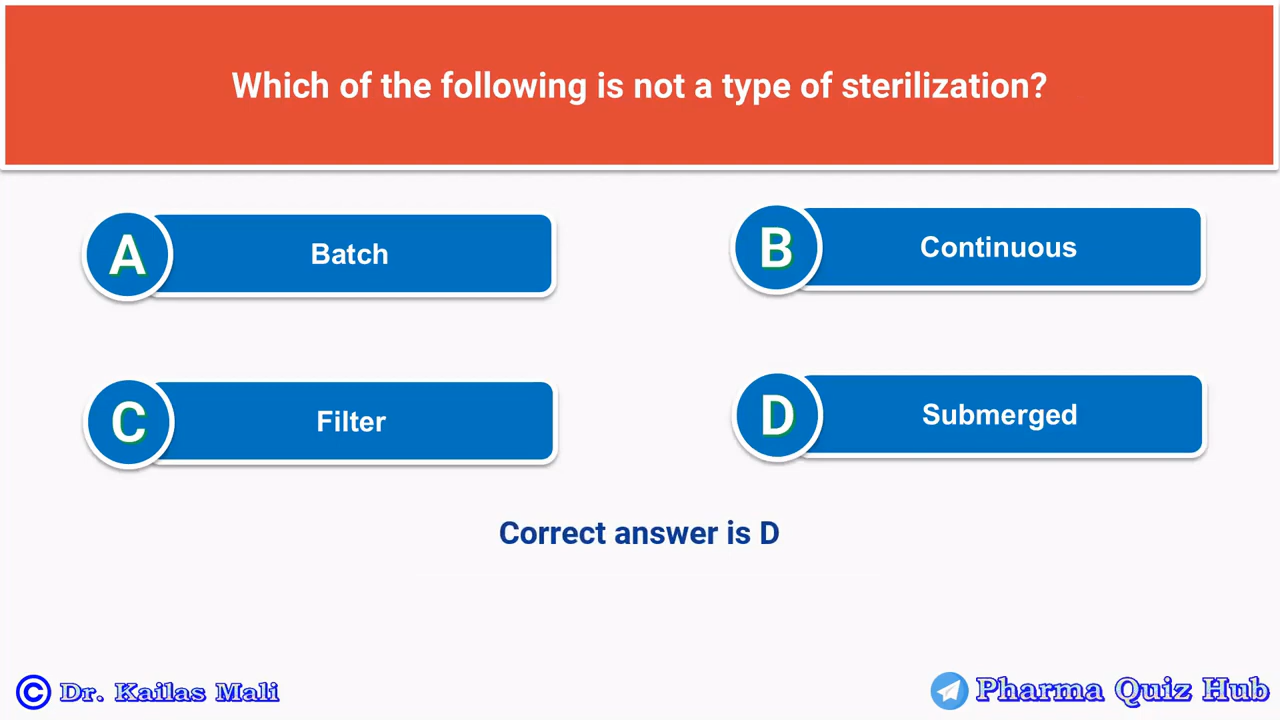 Which of the following is not a type of sterilization?
A Batch
B Continuous
C Filter
D Submerged
Correct answer is D
© Dr. Kailas Mali
Pharma Quiz Hub